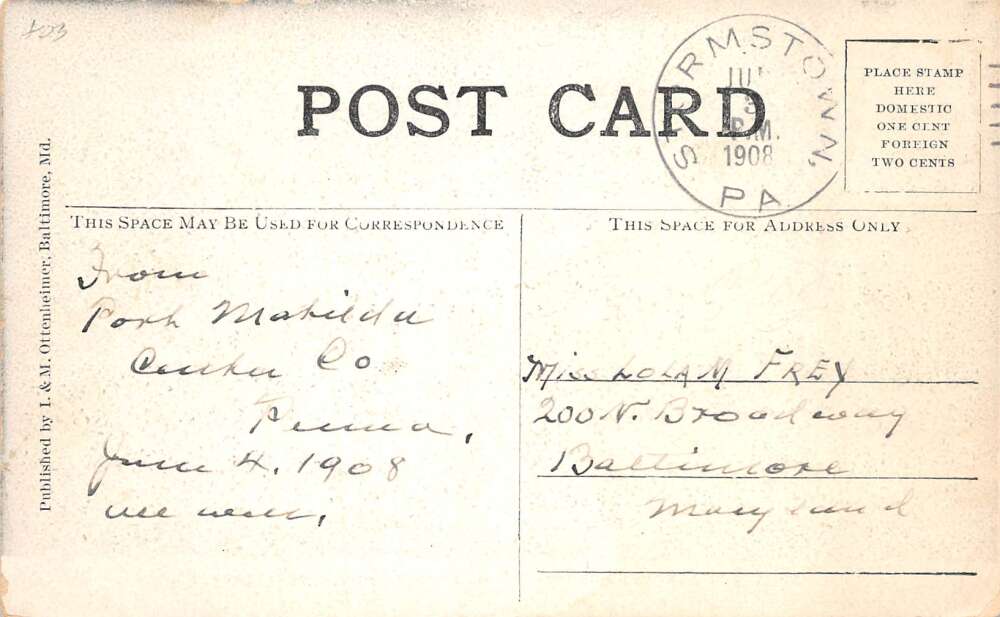 403
POST CARD
STORMSTOWN,
P.M.
1908
PA
PLACE STAMP
HERE
DOMESTIC
ONE CENT
FOREIGN
TWO CENTS
Published by I. & M. Ottenheimer, Baltimore, Md.
THIS SPACE MAY BE USED FOR CORRESPONDENCE
From
Port Matilda
Center Co
Penna,
June 4, 1908
all well,
THIS SPACE FOR ADDRESS ONLY
MISS LOLA M FREY
200 N. Broadway
Baltimore
Maryland